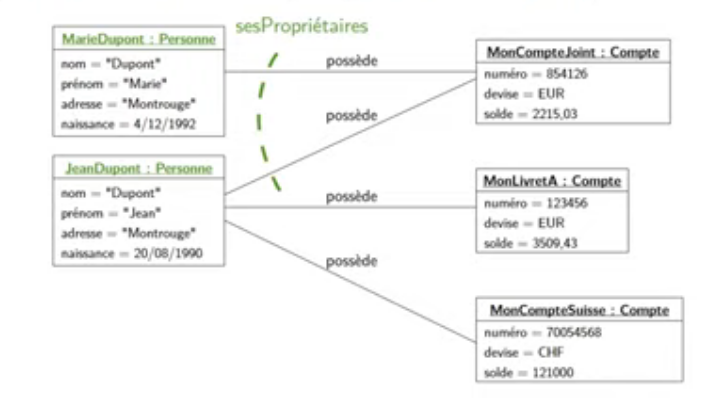 sesPropriétaires
MarieDupont : Personne
nom = "Dupont"
prénom = "Marie"
adresse = "Montrouge"
naissance = 4/12/1992
JeanDupont : Personne
nom = "Dupont"
prénom = "Jean"
adresse = "Montrouge"
naissance = 20/08/1990
possède
possède
possède
possède
MonCompteJoint : Compte
numéro = 854126
devise = EUR
solde = 2215,03
MonLivretA : Compte
numéro = 123456
devise = EUR
solde = 3509,43
MonCompteSuisse : Compte
numéro = 70054568
devise = CHF
solde = 121000